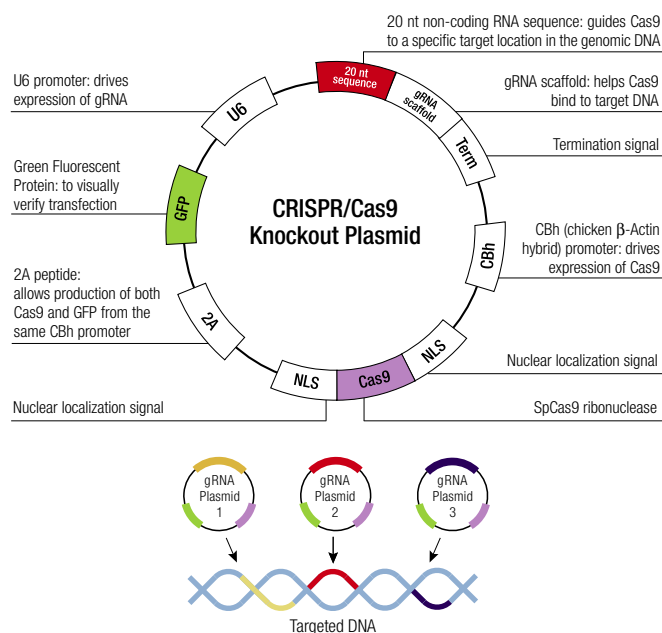 20 nt non-coding RNA sequence: guides Cas9
to a specific target location in the genomic DNA
U6 promoter: drives
expression of gRNA
20 nt
sequence
gRNA
scaffold
gRNA scaffold: helps Cas9
bind to target DNA
U6
Term
Termination signal
Green Fluorescent
Protein: to visually
verify transfection
GFP
CRISPR/Cas9
Knockout Plasmid
CBh
CBh (chicken β-Actin
hybrid) promoter: drives
expression of Cas9
2A peptide:
allows production of both
Cas9 and GFP from the
same CBh promoter
2A
NLS
Cas9
NLS
Nuclear localization signal
Nuclear localization signal
SpCas9 ribonuclease
gRNA
Plasmid
1
gRNA
Plasmid
2
gRNA
Plasmid
3
Targeted DNA